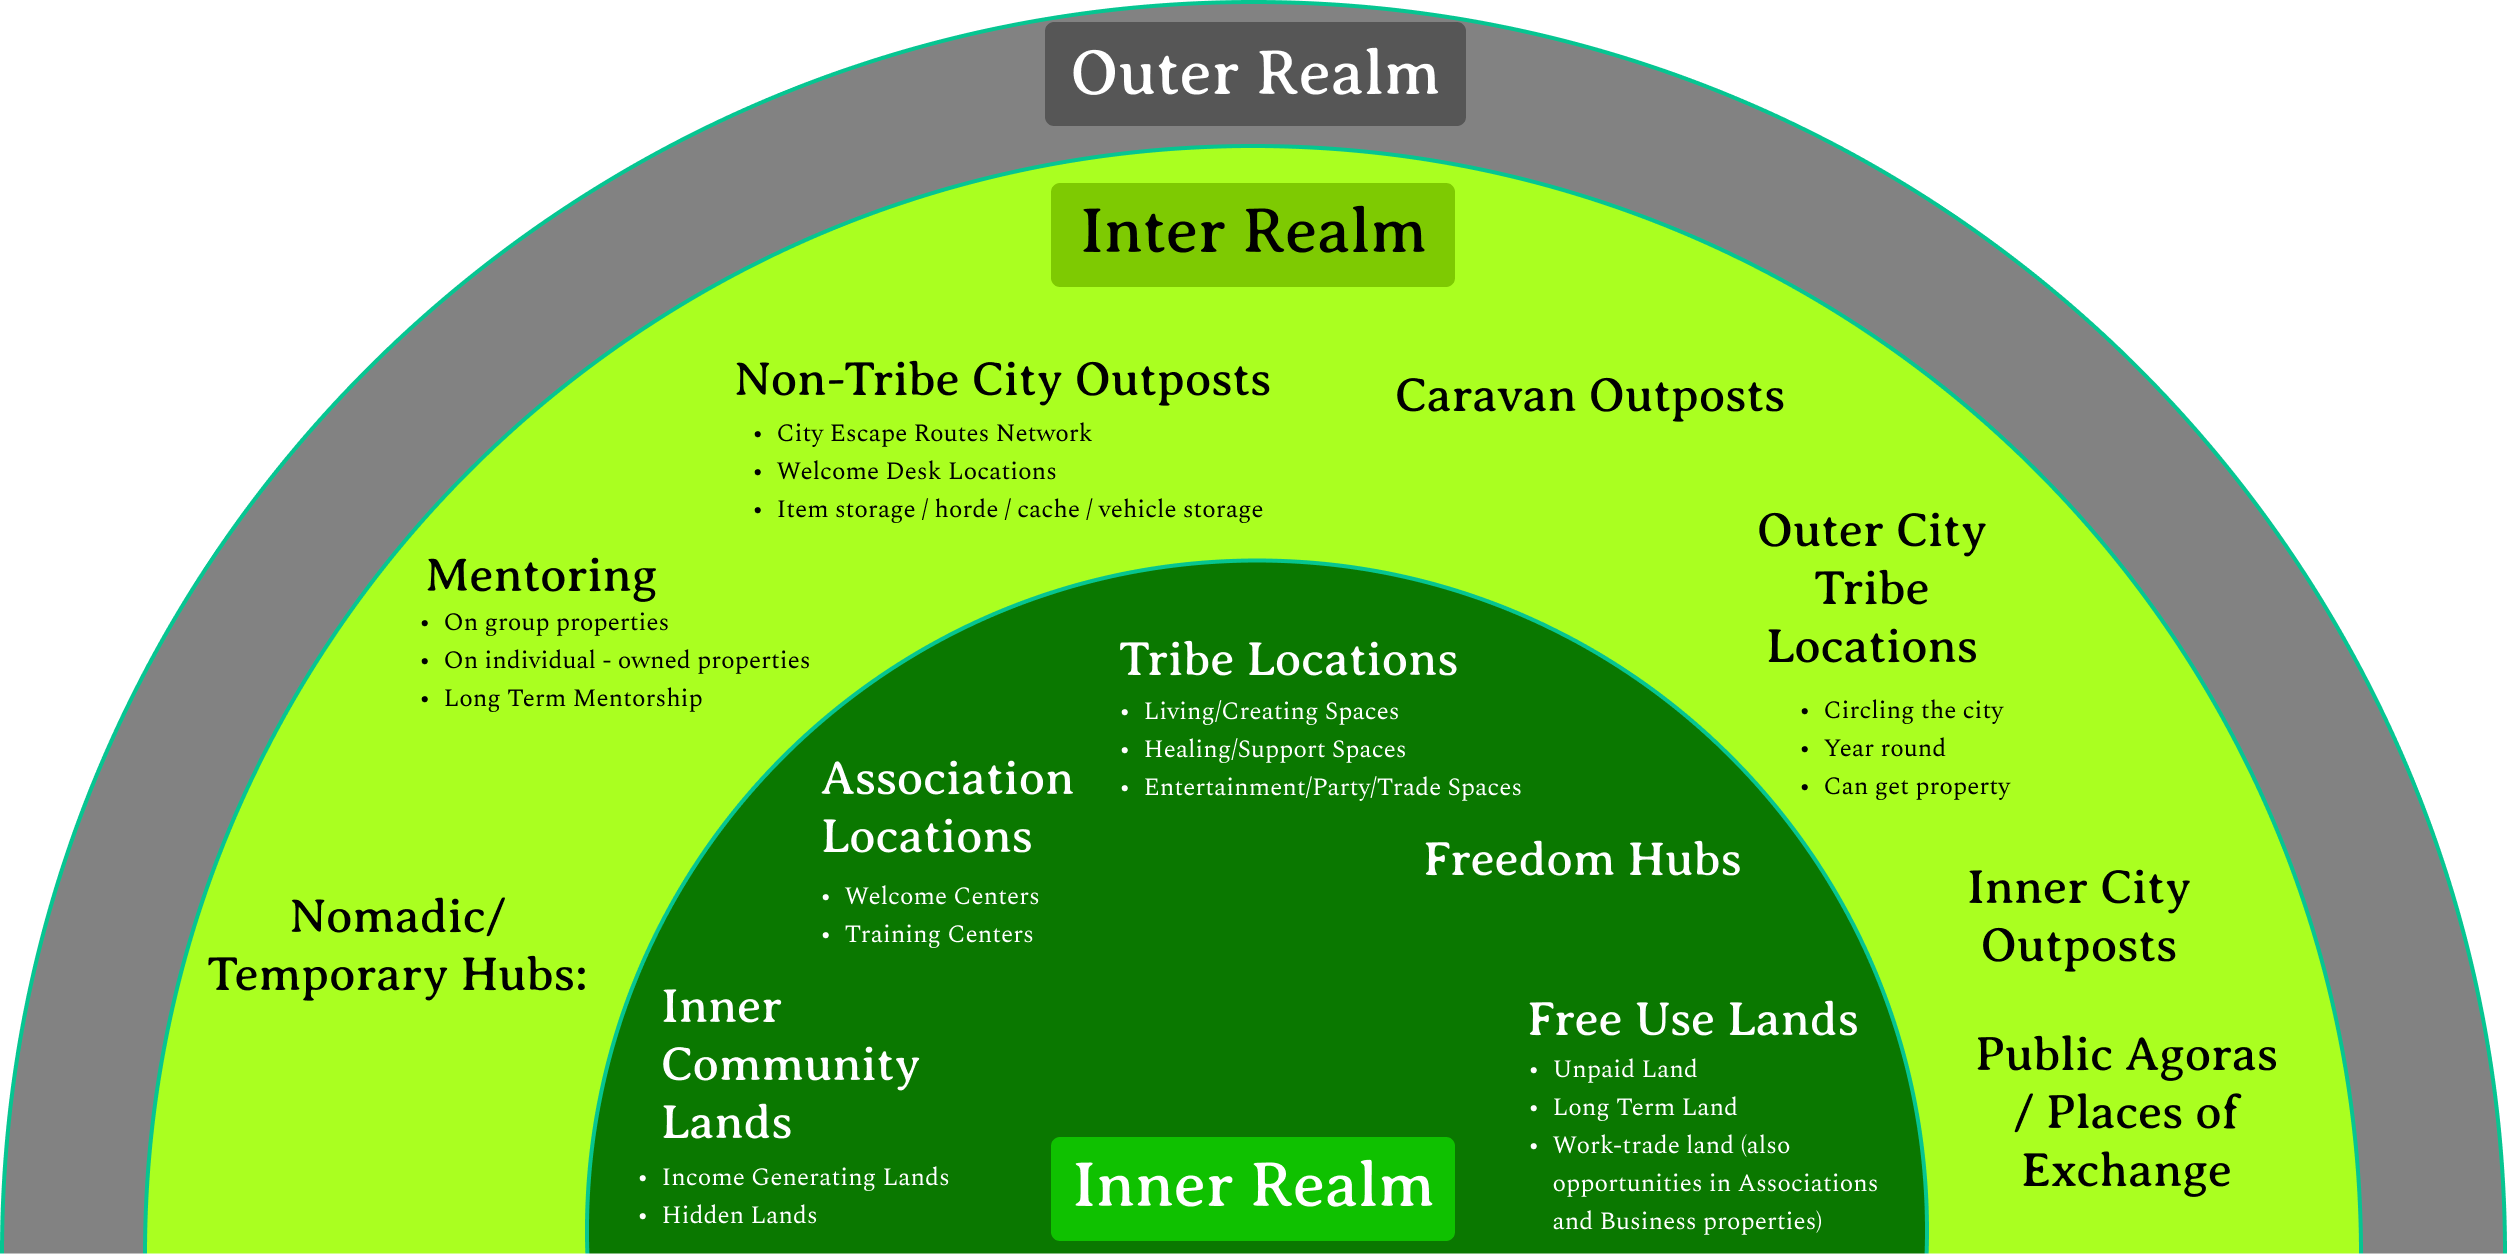 Outer Realm
Inter Realm
Non-Tribe City Outposts
• City Escape Routes Network
• Welcome Desk Locations
• Item storage / horde / cache / vehicle storage
Caravan Outposts
Mentoring
• On group properties
• On individual - owned properties
• Long Term Mentorship
Outer City
Tribe
Locations
• Circling the city
• Year round
• Can get property
Nomadic/
Temporary Hubs:
Inner City
Outposts
Public Agoras
/ Places of
Exchange
Tribe Locations
• Living/Creating Spaces
• Healing/Support Spaces
• Entertainment/Party/Trade Spaces
Association
Locations
• Welcome Centers
• Training Centers
Freedom Hubs
Inner
Community
Lands
• Income Generating Lands
• Hidden Lands
Free Use Lands
• Unpaid Land
• Long Term Land
• Work-trade land (also
opportunities in Associations
and Business properties)
Inner Realm